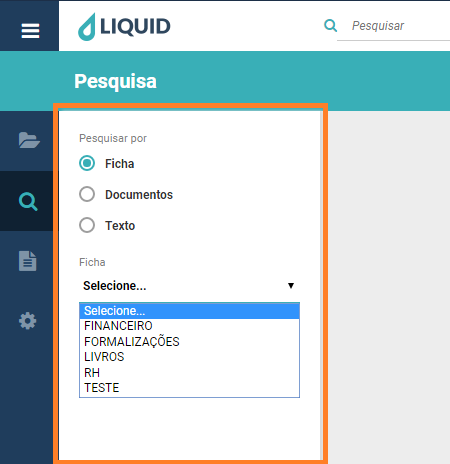 LIQUID
Pesquisar
Pesquisa
Pesquisar por
Ficha
Documentos
Texto
Ficha
Selecione...
Selecione...
FINANCEIRO
FORMALIZAÇÕES
LIVROS
RH
TESTE